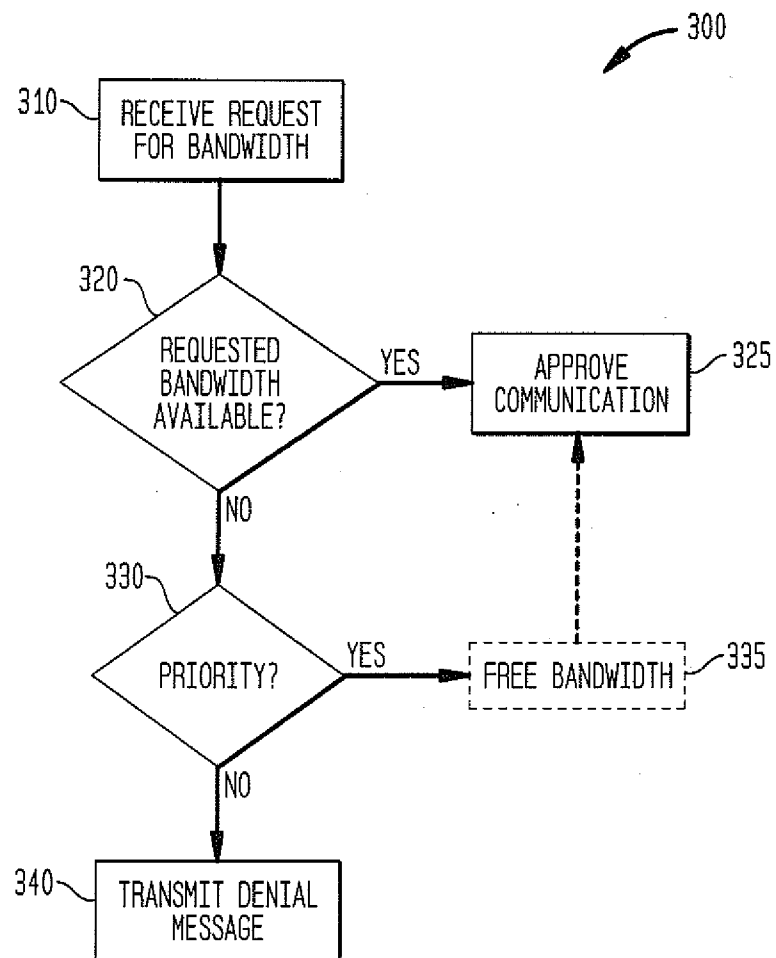 300
310
RECEIVE REQUEST
FOR BANDWIDTH
320
REQUESTED
BANDWIDTH
AVAILABLE?
YES
APPROVE
COMMUNICATION
325
NO
330
PRIORITY?
YES
FREE BANDWIDTH
335
NO
340
TRANSMIT DENIAL
MESSAGE